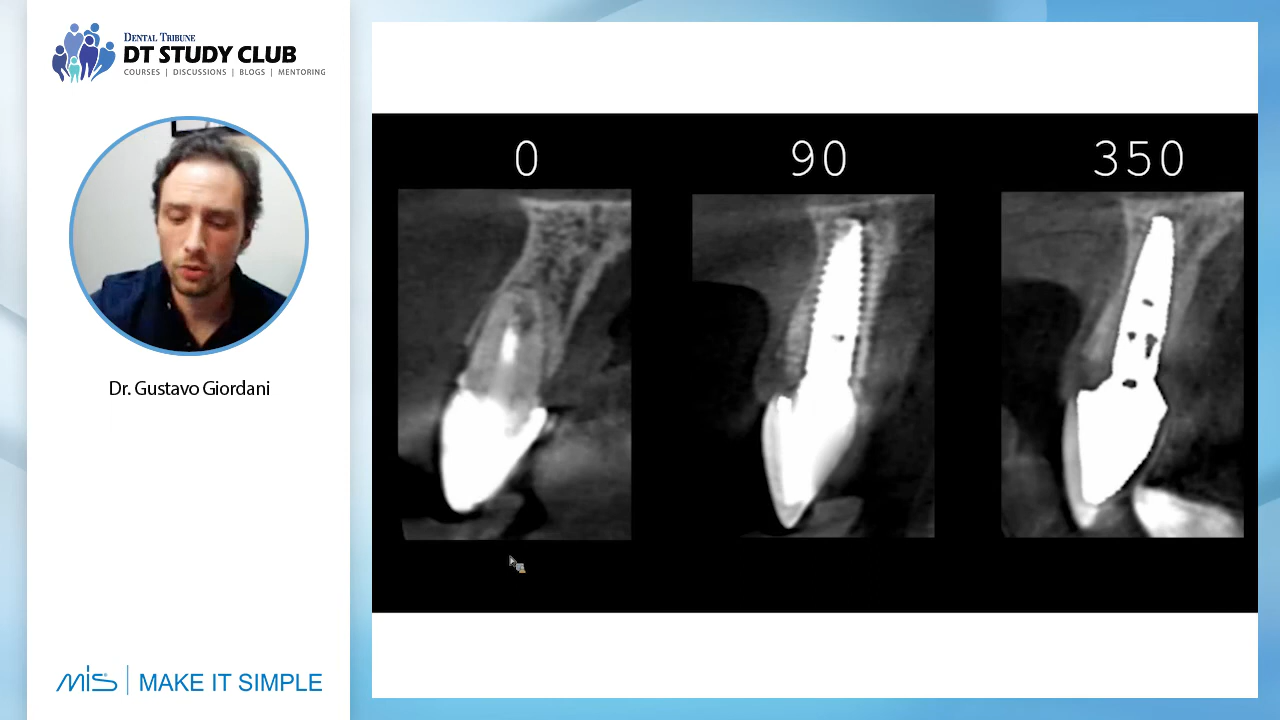 DENTAL TRIBUNE
DT STUDY CLUB
COURSES | DISCUSSIONS | BLOGS | MENTORING
Dr. Gustavo Giordani
mis | MAKE IT SIMPLE
0 90 350